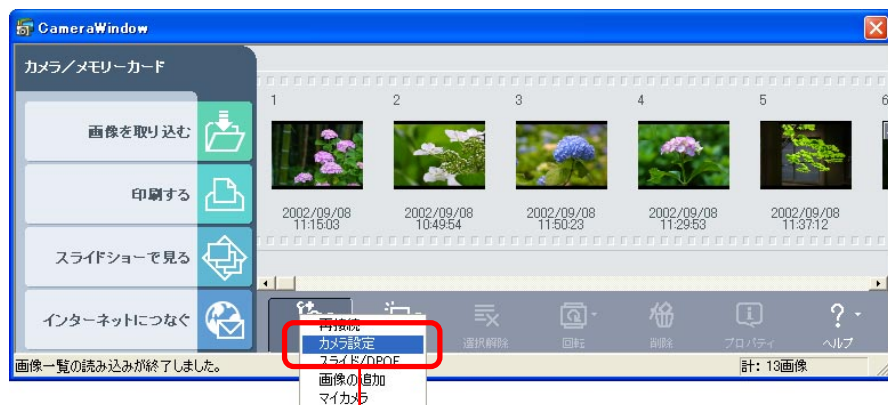 CameraWindow
カメラ/メモリーカード
画像を取り込む
印刷する
スライドショーで見る
インターネットにつなぐ
1 2 3 4 5 6
2002/09/08 2002/09/08 2002/09/08 2002/09/08 2002/09/08
11:15:03 10:49:54 11:50:23 11:29:53 11:37:12
選択解除 回転 削除 プロパティ ヘルプ
再接続
カメラ設定
スライド/DPOF
画像の追加
マイカメラ
画像一覧の読み込みが終了しました。
計: 13画像